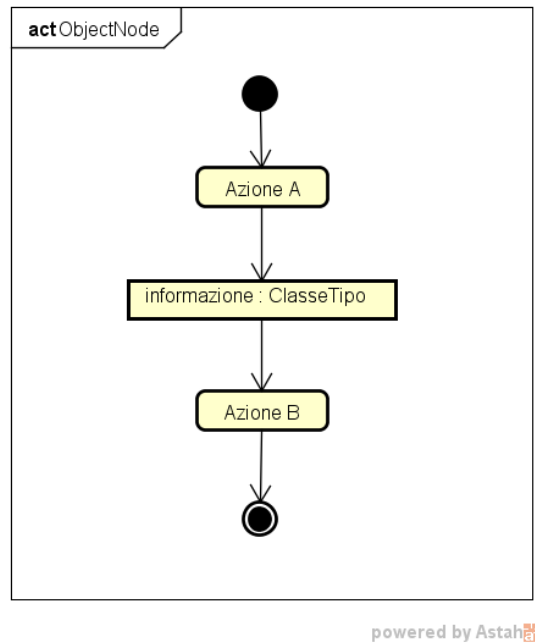 act ObjectNode
Azione A
informazione : ClasseTipo
Azione B
powered by Astah